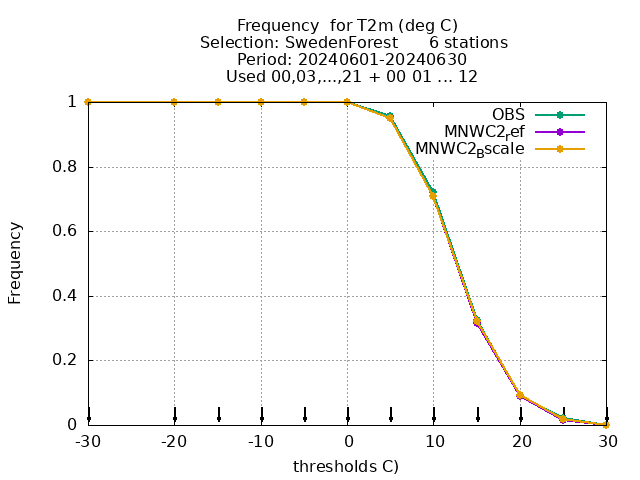 Frequency  for T2m (deg C)
Selection: SwedenForest      6 stations
Period: 20240601-20240630
Used 00,03,...,21 + 00 01 ... 12
OBS
MNWC2_ref
MNWC2_Bscale
1
0.8
0.6
0.4
0.2
0
Frequency
-30
-20
-10
0
10
20
30
thresholds C)